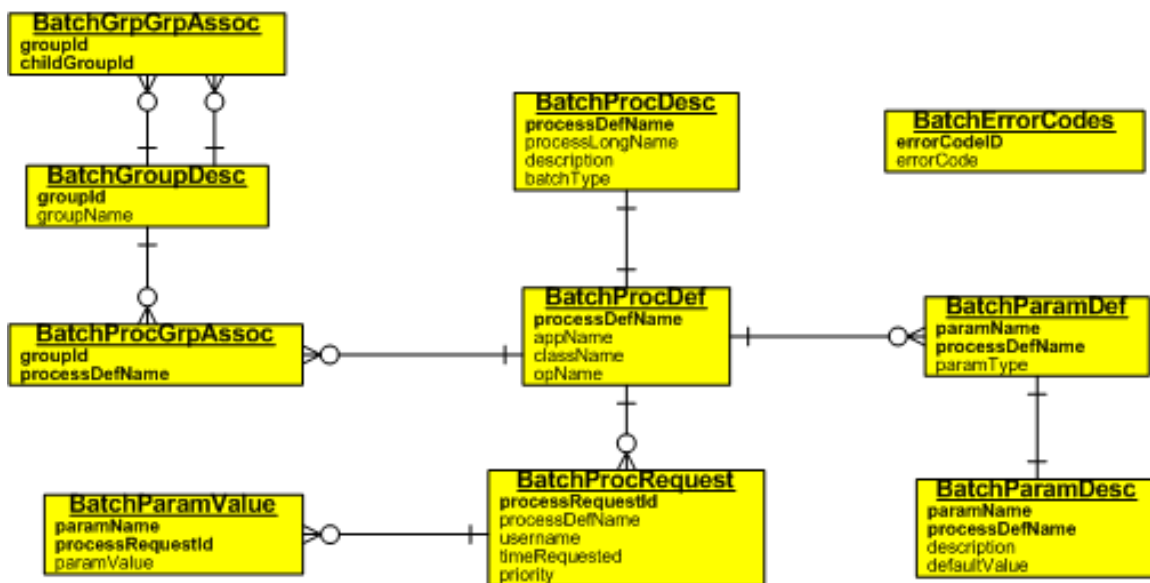 BatchGrpGrpAssoc
groupId
childGroupId
BatchProcDesc
processDefName
processLongName
description
batchType
BatchErrorCodes
errorCodeID
errorCode
BatchGroupDesc
groupId
groupName
BatchProcDef
processDefName
appName
className
opName
BatchParamDef
paramName
processDefName
paramType
BatchProcGrpAssoc
groupId
processDefName
BatchProcRequest
processRequestId
processDefName
username
timeRequested
priority
BatchParamValue
paramName
processRequestId
paramValue
BatchParamDesc
paramName
processDefName
description
defaultValue